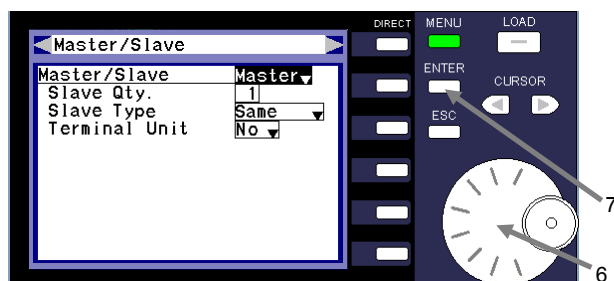 DIRECT MENU LOAD
Master/Slave
Master/Slave Master
Slave Qty. 1
Slave Type Same
Terminal Unit No
ENTER
CURSOR
ESC
7
6